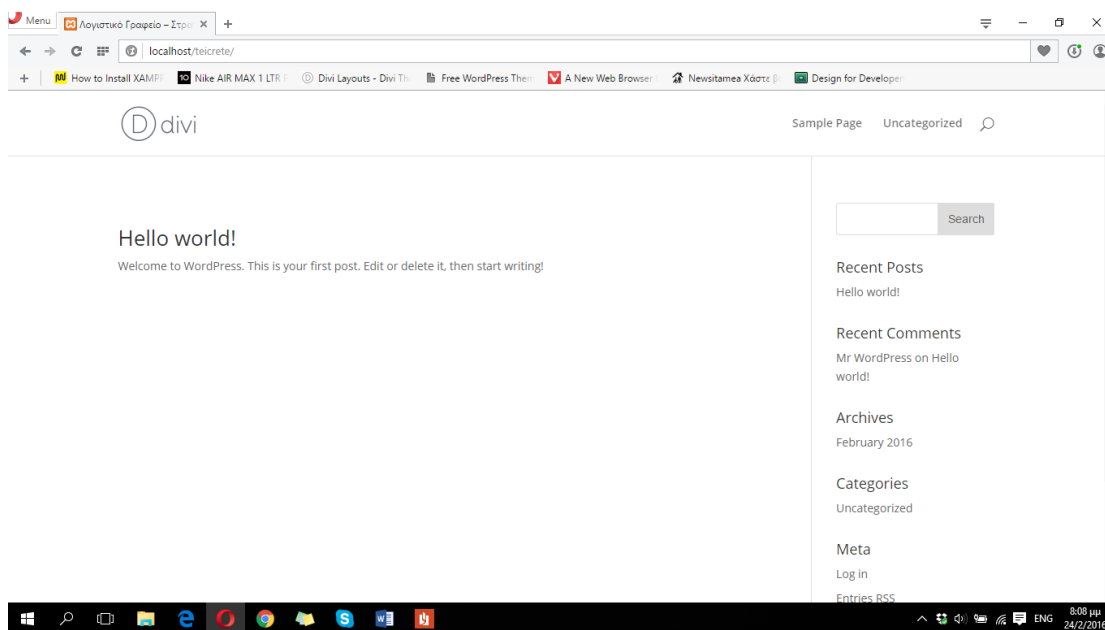 Menu
Λογιστικό Γραφείο – Στρο
localhost/teicrete/
How to Install XAMPP
Nike AIR MAX 1 LTR
Divi Layouts - Divi Th
Free WordPress Them
A New Web Browser
Newsitamea Χάστε β
Design for Developer
D divi
Sample Page
Uncategorized
Search
Hello world!
Welcome to WordPress. This is your first post. Edit or delete it, then start writing!
Recent Posts
Hello world!
Recent Comments
Mr WordPress on Hello
world!
Archives
February 2016
Categories
Uncategorized
Meta
Log in
Entries RSS
ENG
8:08 μμ
24/2/2016